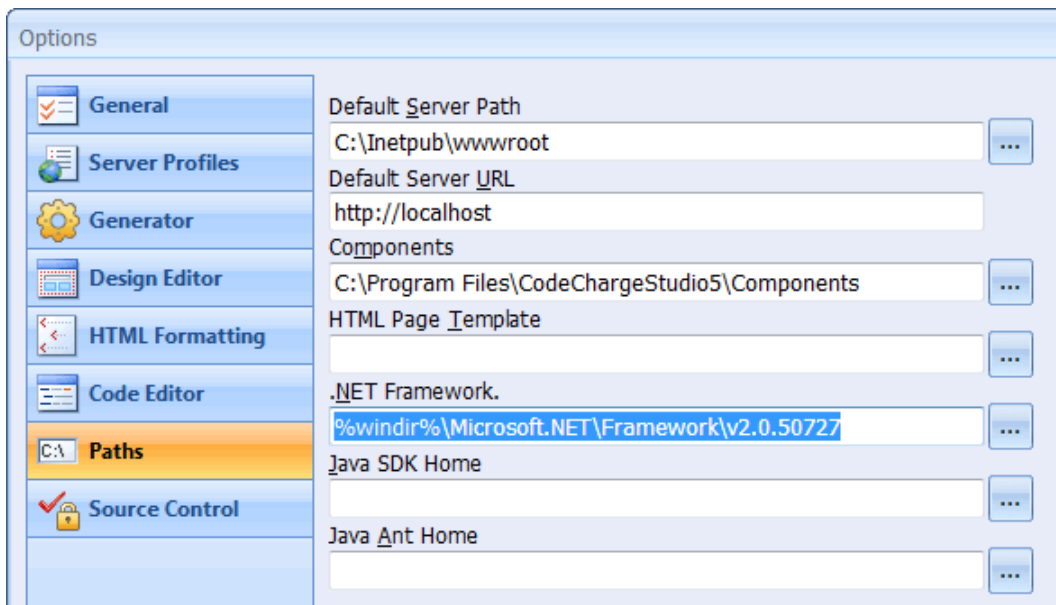 Options
General
Server Profiles
Generator
Design Editor
HTML Formatting
Code Editor
C:\ Paths
Source Control
Default Server Path
C:\Inetpub\wwwroot
...
Default Server URL
http://localhost
Components
C:\Program Files\CodeChargeStudio5\Components
...
HTML Page Template
...
.NET Framework.
%windir%\Microsoft.NET\Framework\v2.0.50727
...
Java SDK Home
...
Java Ant Home
...